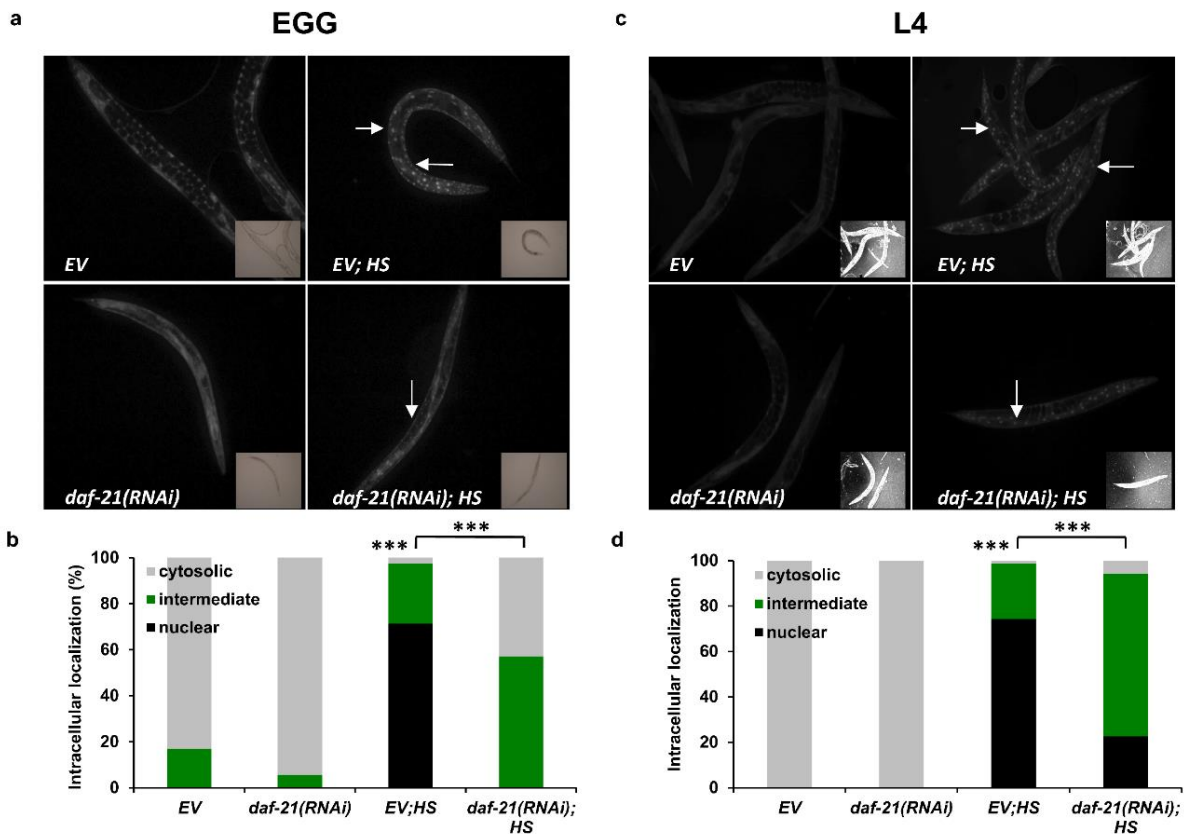 a
EGG
EV
EV; HS
daf-21(RNAi)
daf-21(RNAi); HS
b
***
***
Intracellular localization (%)
100
80
60
40
20
0
cytosolic
intermediate
nuclear
EV
daf-21(RNAi)
EV;HS
daf-21(RNAi);
HS
c
L4
EV
EV; HS
daf-21(RNAi)
daf-21(RNAi); HS
d
***
***
Intracellular localization
100
80
60
40
20
0
cytosolic
intermediate
nuclear
EV
daf-21(RNAi)
EV;HS
daf-21(RNAi);
HS